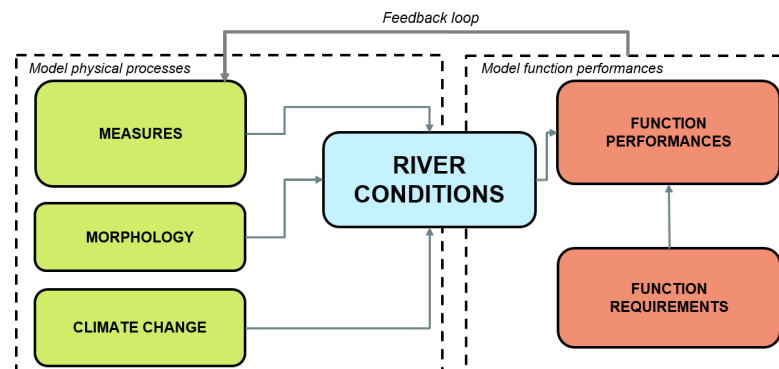 Feedback loop
Model physical processes
Model function performances
MEASURES
FUNCTION
PERFORMANCES
RIVER
CONDITIONS
MORPHOLOGY
FUNCTION
REQUIREMENTS
CLIMATE CHANGE